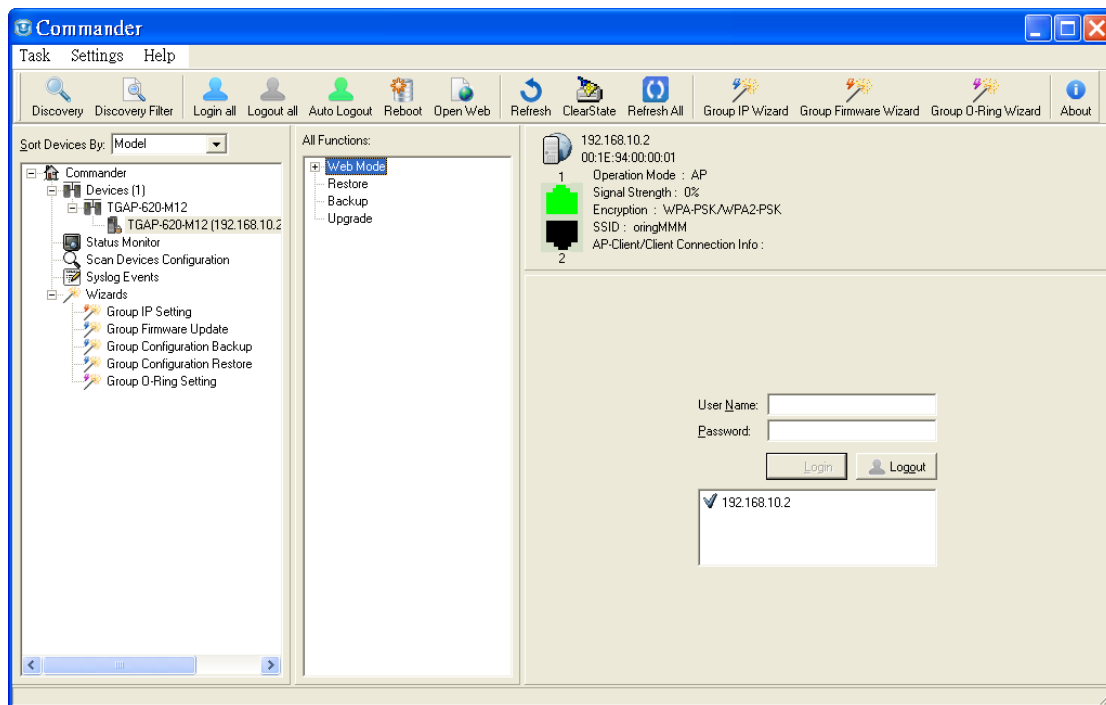 Commander
Task Settings Help
Discovery Discovery Filter Login all Logout all Auto Logout Reboot Open Web Refresh ClearState Refresh All Group IP Wizard Group Firmware Wizard Group O-Ring Wizard About
Sort Devices By: Model
Commander
Devices (1)
TGAP-620-M12
TGAP-620-M12 (192.168.10.2
Status Monitor
Scan Devices Configuration
Syslog Events
Wizards
Group IP Setting
Group Firmware Update
Group Configuration Backup
Group Configuration Restore
Group O-Ring Setting
All Functions:
Web Mode
Restore
Backup
Upgrade
192.168.10.2
00:1E:94:00:00:01
1
Operation Mode : AP
Signal Strength : 0%
Encryption : WPA-PSK/WPA2-PSK
SSID : oringMMM
AP-Client/Client Connection Info :
2
User Name:
Password:
Login Logout
192.168.10.2